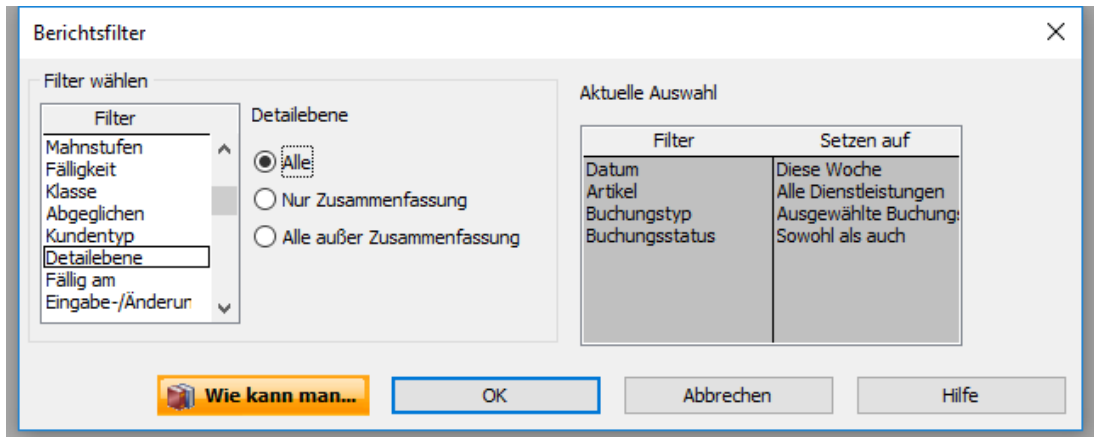 Berichtsfilter
Filter wählen
Filter
Mahnstufen
Fälligkeit
Klasse
Abgeglichen
Kundentyp
Detailebene
Fällig am
Eingabe-/Änderur
Detailebene
Alle
Nur Zusammenfassung
Alle außer Zusammenfassung
Aktuelle Auswahl
Filter Setzen auf
Datum Diese Woche
Artikel Alle Dienstleistungen
Buchungstyp Ausgewählte Buchung
Buchungsstatus Sowohl als auch
Wie kann man... OK Abbrechen Hilfe